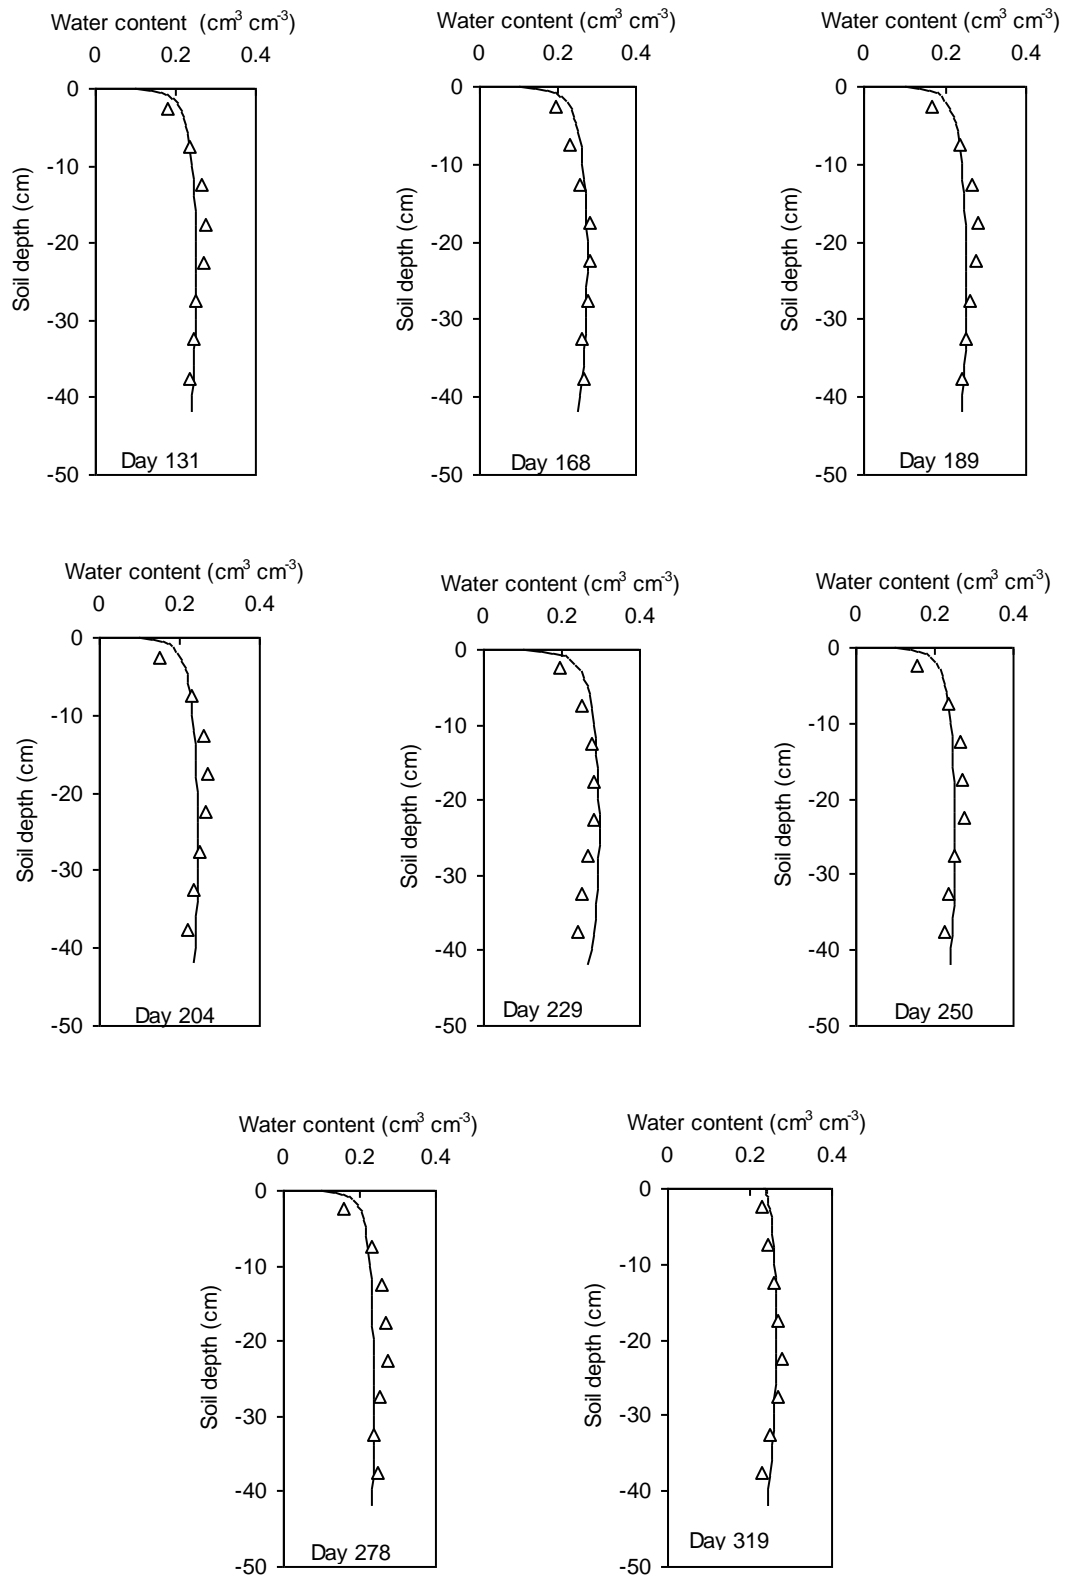 Water content (cm³ cm⁻³)
0 0.2 0.4
0
-10
-20
-30
-40
-50
Soil depth (cm)
Day 131
Water content (cm³ cm⁻³)
0 0.2 0.4
0
-10
-20
-30
-40
-50
Soil depth (cm)
Day 168
Water content (cm³ cm⁻³)
0 0.2 0.4
0
-10
-20
-30
-40
-50
Soil depth (cm)
Day 189
Water content (cm³ cm⁻³)
0 0.2 0.4
0
-10
-20
-30
-40
-50
Soil depth (cm)
Day 204
Water content (cm³ cm⁻³)
0 0.2 0.4
0
-10
-20
-30
-40
-50
Soil depth (cm)
Day 229
Water content (cm³ cm⁻³)
0 0.2 0.4
0
-10
-20
-30
-40
-50
Soil depth (cm)
Day 250
Water content (cm³ cm⁻³)
0 0.2 0.4
0
-10
-20
-30
-40
-50
Soil depth (cm)
Day 278
Water content (cm³ cm⁻³)
0 0.2 0.4
0
-10
-20
-30
-40
-50
Soil depth (cm)
Day 319